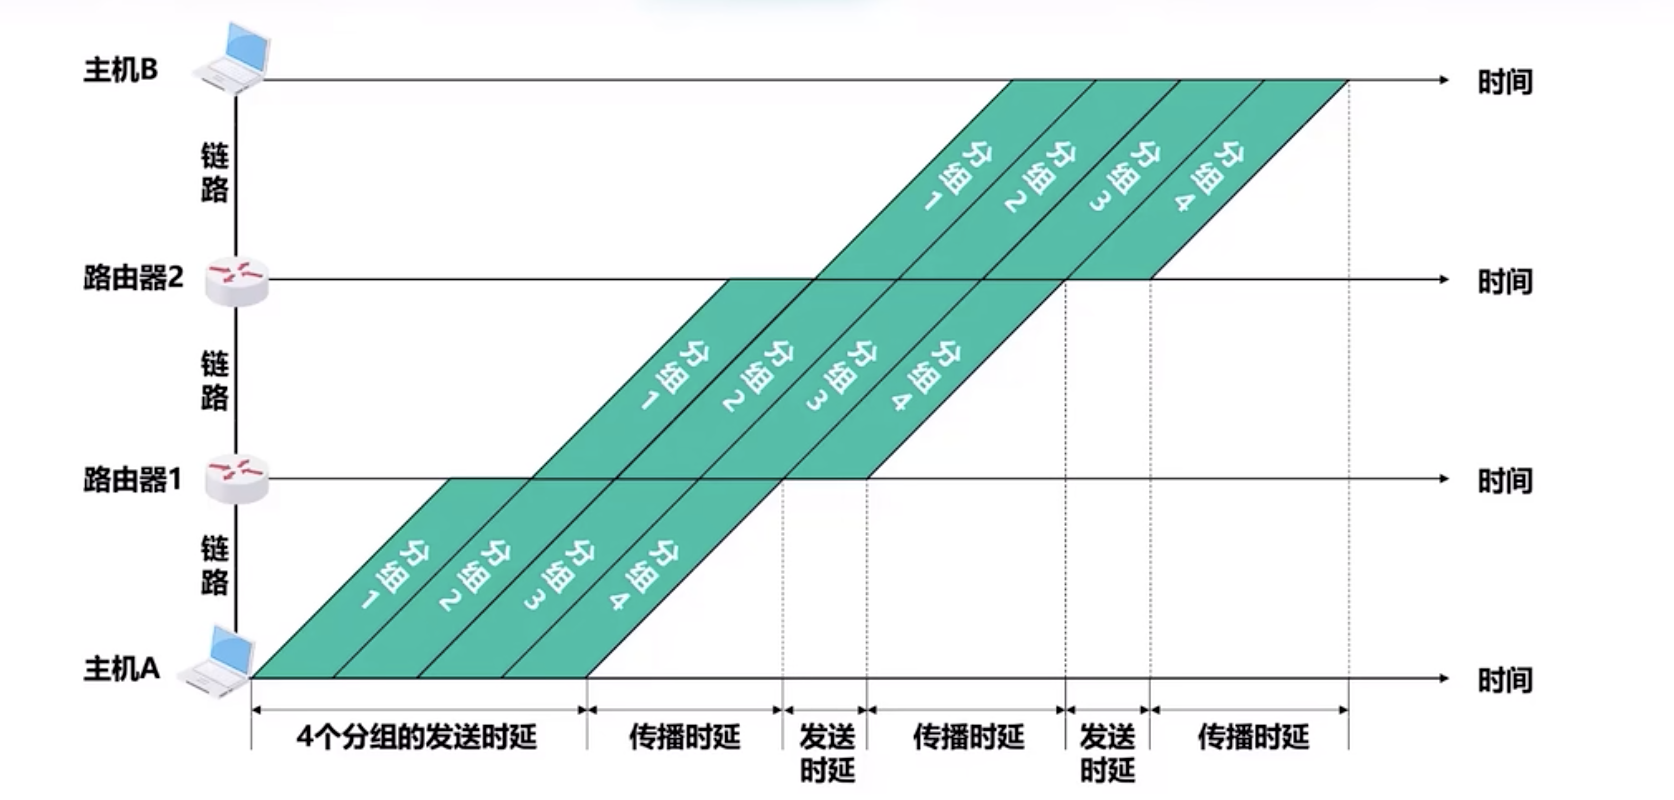 主机B
时间
链
路
分组1
分组2
分组3
分组4
路由器2
时间
链
路
分组1
分组2
分组3
分组4
路由器1
时间
链
路
分组1
分组2
分组3
分组4
主机A
时间
4个分组的发送时延
传播时延
发送
时延
传播时延
发送
时延
传播时延